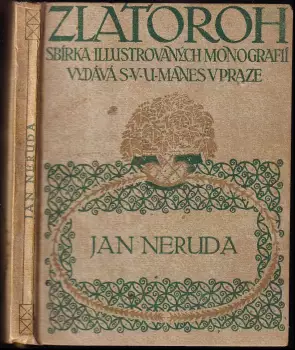 ZLATOROH
SBÍRKA·ILLUSTROVANÝCH MONOGRAFIÍ
VYDÁVÁ S·V·U·MÁNES V PRAZE
JAN NERUDA
JAN NERUDA